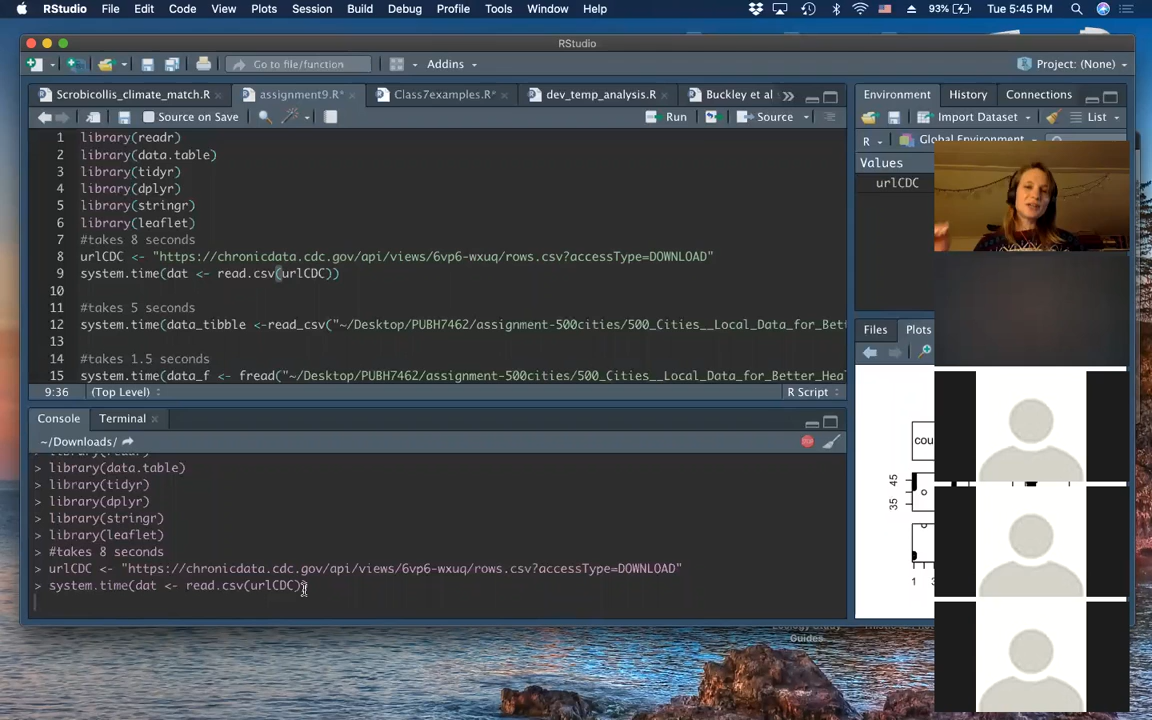 RStudio File Edit Code View Plots Session Build Debug Profile Tools Window Help 93% Tue 5:45 PM
RStudio
Go to file/function Addins Project: (None)
Scrobicollis_climate_match.R assignment9.R* Class7examples.R* dev_temp_analysis.R Buckley et al Environment History Connections
Source on Save Run Source Import Dataset List
1 library(readr)
2 library(data.table)
3 library(tidyr)
4 library(dplyr)
5 library(stringr)
6 library(leaflet)
7 #takes 8 seconds
8 urlCDC <- "https://chronicdata.cdc.gov/api/views/6vp6-wxuq/rows.csv?accessType=DOWNLOAD"
9 system.time(dat <- read.csv(urlCDC))
10
11 #takes 5 seconds
12 system.time(data_tibble <-read_csv("~/Desktop/PUBH7462/assignment-500cities/500_Cities__Local_Data_for_Bett
13
14 #takes 1.5 seconds
15 system.time(data_f <- fread("~/Desktop/PUBH7462/assignment-500cities/500_Cities__Local_Data_for_Better_Heal
9:36 (Top Level) R Script
R Global Environment
Values
urlCDC
Files Plots
cou
45
35
1 3
Console Terminal
~/Downloads/
> library(data.table)
> library(tidyr)
> library(dplyr)
> library(stringr)
> library(leaflet)
> #takes 8 seconds
> urlCDC <- "https://chronicdata.cdc.gov/api/views/6vp6-wxuq/rows.csv?accessType=DOWNLOAD"
> system.time(dat <- read.csv(urlCDC))
Guides